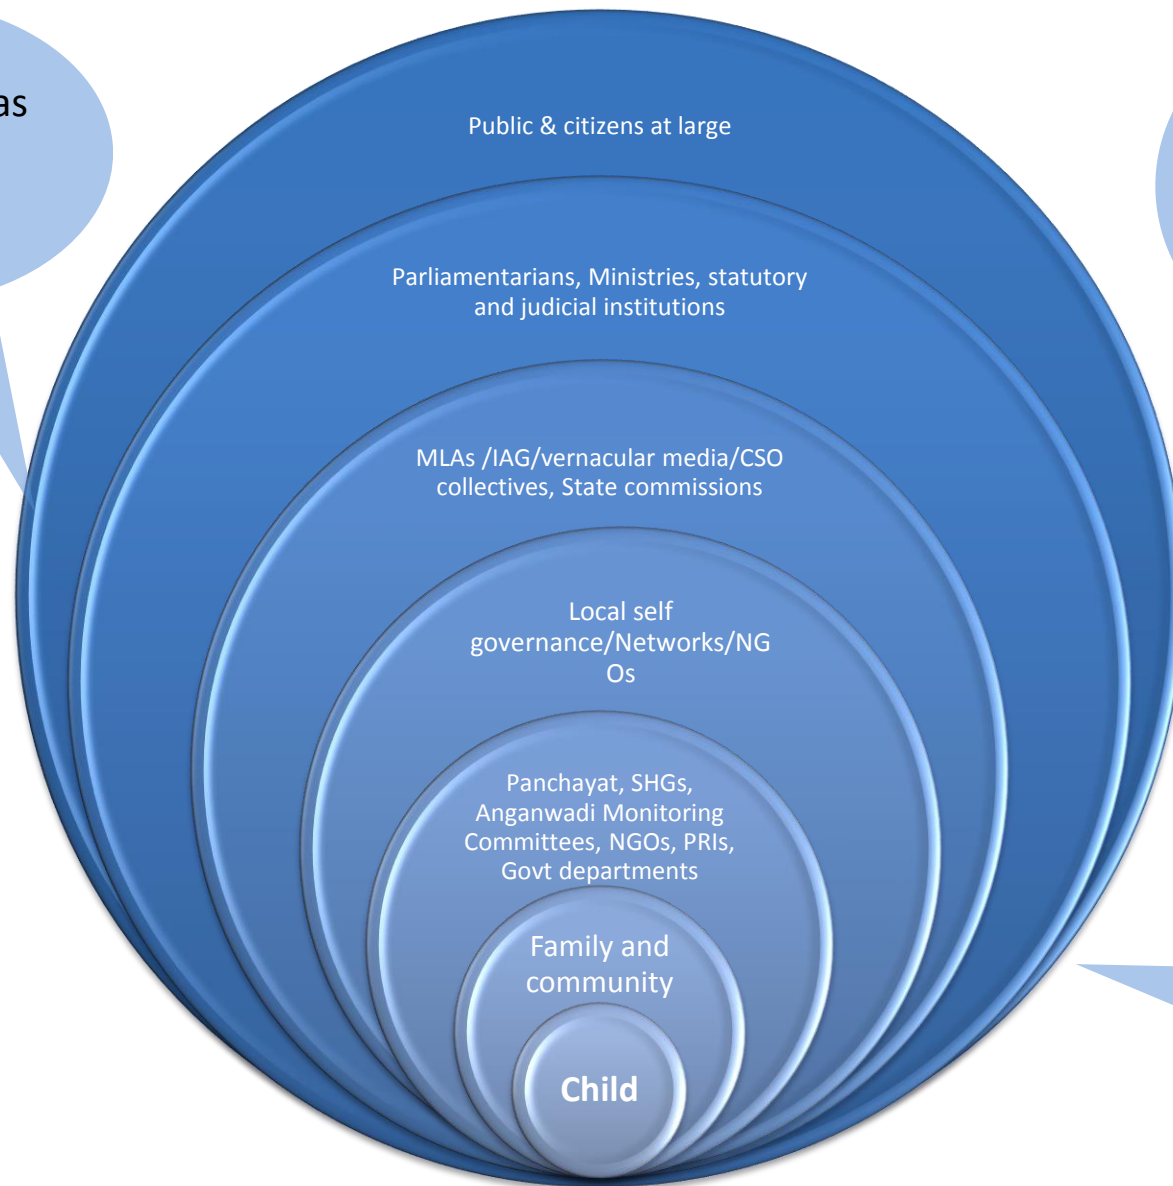 as
Public & citizens at large
Parliamentarians, Ministries, statutory
and judicial institutions
MLAs /IAG/vernacular media/CSO
collectives, State commissions
Local self
governance/Networks/NG
Os
Panchayat, SHGs,
Anganwadi Monitoring
Committees, NGOs, PRIs,
Govt departments
Family and
community
Child